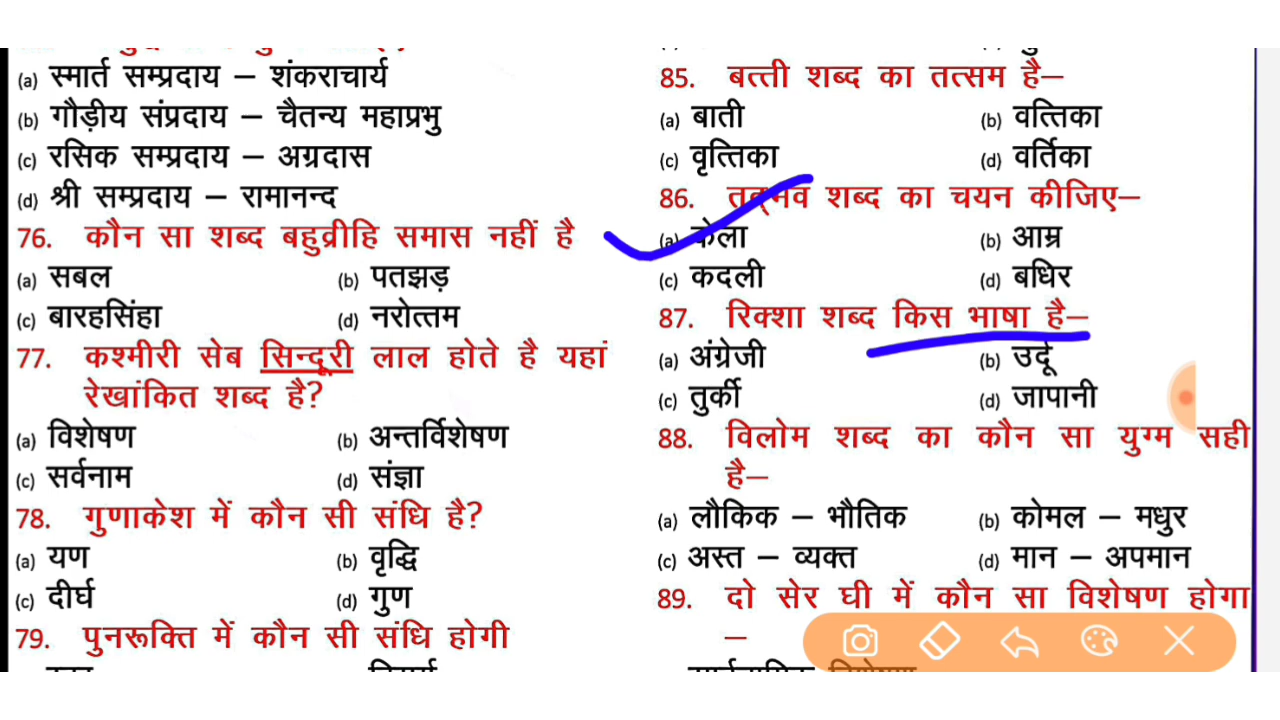 (a) स्मार्त सम्प्रदाय – शंकराचार्य
(b) गौड़ीय संप्रदाय – चैतन्य महाप्रभु
(c) रसिक सम्प्रदाय – अग्रदास
(d) श्री सम्प्रदाय – रामानन्द
76. कौन सा शब्द बहुव्रीहि समास नहीं है
(a) सबल (b) पतझड़
(c) बारहसिंहा (d) नरोत्तम
77. कश्मीरी सेब सिन्दूरी लाल होते है यहां
रेखांकित शब्द है?
(a) विशेषण (b) अन्तर्विशेषण
(c) सर्वनाम (d) संज्ञा
78. गुणाकेश में कौन सी संधि है?
(a) यण (b) वृद्धि
(c) दीर्घ (d) गुण
79. पुनरूक्ति में कौन सी संधि होगी
85. बत्ती शब्द का तत्सम है–
(a) बाती (b) वत्तिका
(c) वृत्तिका (d) वर्तिका
86. तद्भव शब्द का चयन कीजिए–
(a) केला (b) आम्र
(c) कदली (d) बधिर
87. रिक्शा शब्द किस भाषा है–
(a) अंग्रेजी (b) उर्दू
(c) तुर्की (d) जापानी
88. विलोम शब्द का कौन सा युग्म सही
है–
(a) लौकिक – भौतिक (b) कोमल – मधुर
(c) अस्त – व्यक्त (d) मान – अपमान
89. दो सेर घी में कौन सा विशेषण होगा
–